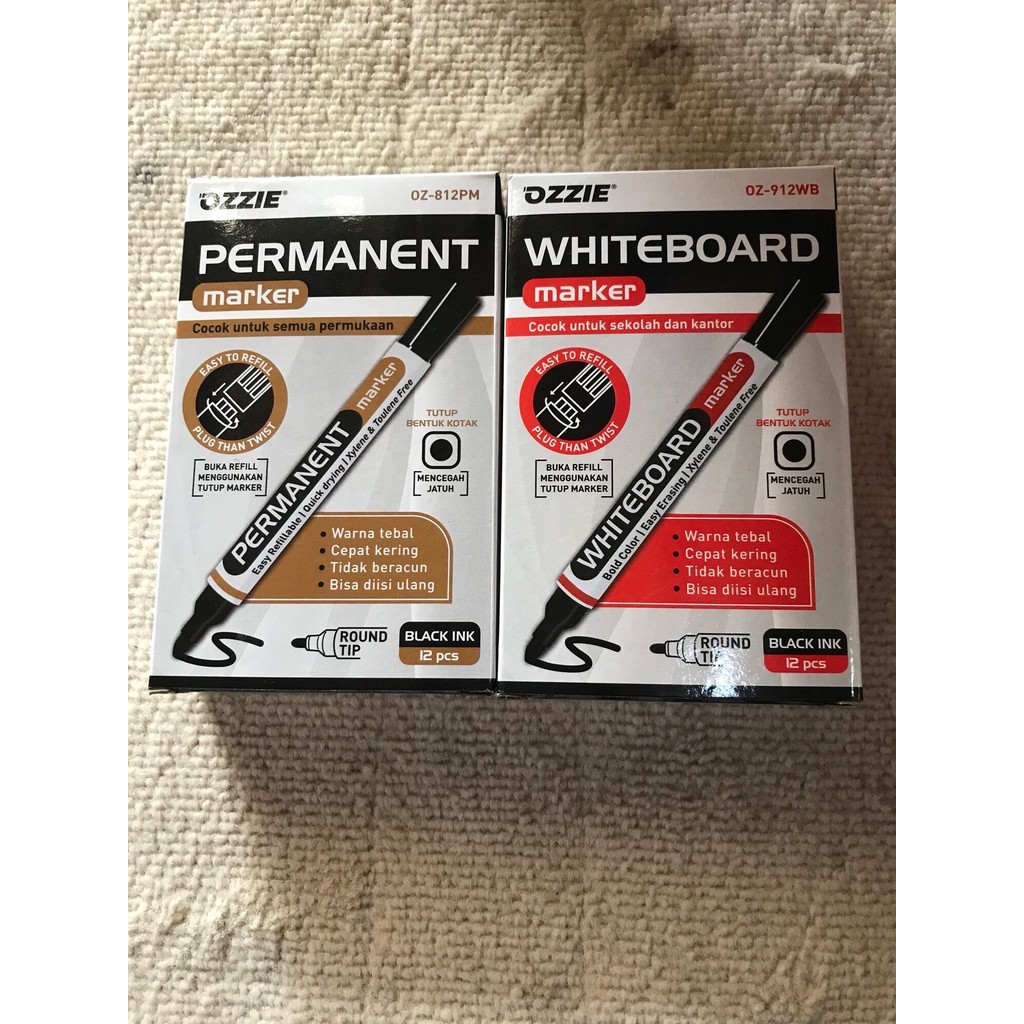 OZZIE®
OZ-812PM
PERMANENT
marker
Cocok untuk semua permukaan
EASY TO REFILL
PLUG THAN TWIST
BUKA REFILL
MENGGUNAKAN
TUTUP MARKER
PERMANENT marker
Easy Refillable | Quick drying | Xylene & Toulene Free
TUTUP
BENTUK KOTAK
MENCEGAH
JATUH
• Warna tebal
• Cepat kering
• Tidak beracun
• Bisa diisi ulang
ROUND
TIP
BLACK INK
12 pcs
OZZIE®
OZ-912WB
WHITEBOARD
marker
Cocok untuk sekolah dan kantor
EASY TO REFILL
PLUG THAN TWIST
BUKA REFILL
MENGGUNAKAN
TUTUP MARKER
WHITEBOARD marker
Bold Color | Easy Erasing | Xylene & Toulene Free
TUTUP
BENTUK KOTAK
MENCEGAH
JATUH
• Warna tebal
• Cepat kering
• Tidak beracun
• Bisa diisi ulang
ROUND
TIP
BLACK INK
12 pcs